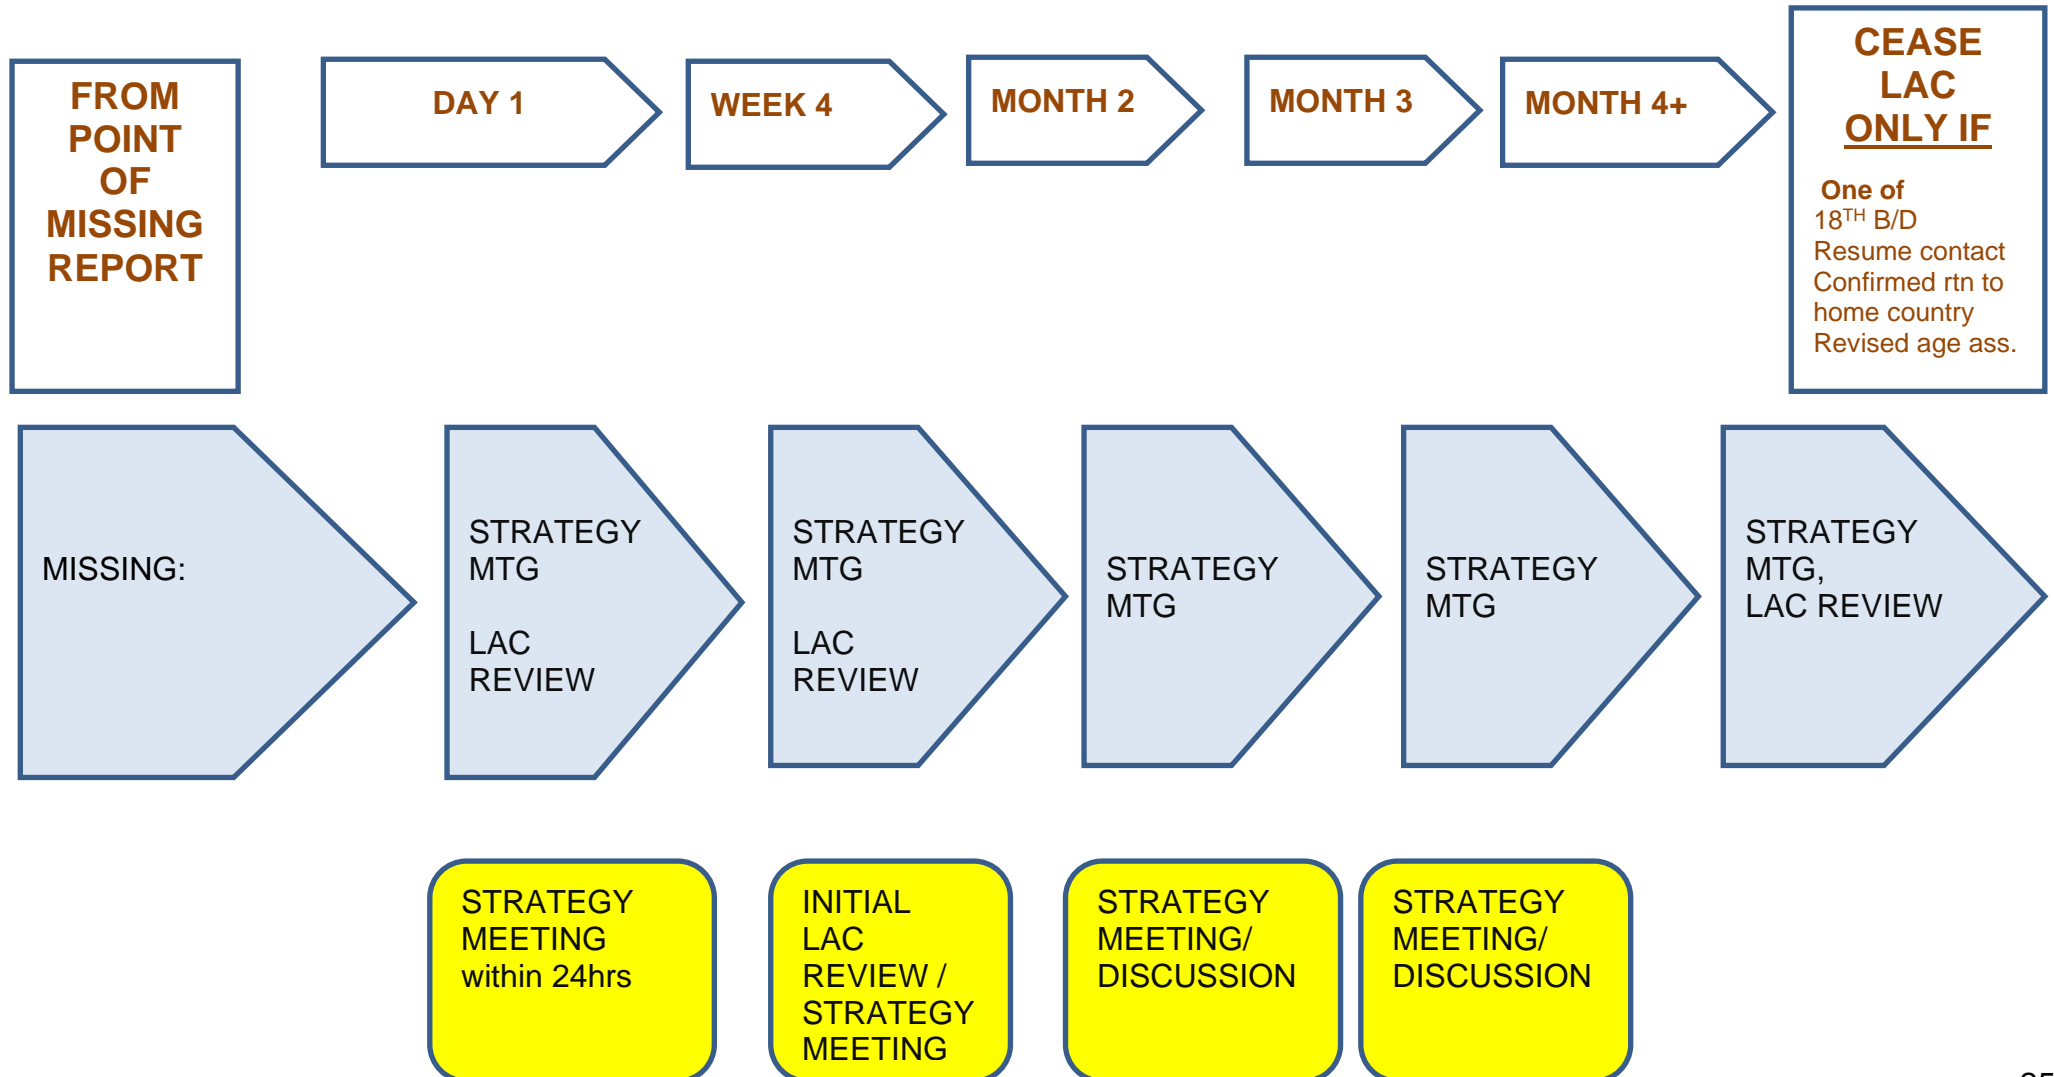 FROM
POINT
OF
MISSING
REPORT
DAY 1
WEEK 4
MONTH 2
MONTH 3
MONTH 4+
CEASE
LAC
ONLY IF
One of
18TH B/D
Resume contact
Confirmed rtn to
home country
Revised age ass.
MISSING:
STRATEGY
MTG
LAC
REVIEW
STRATEGY
MTG
LAC
REVIEW
STRATEGY
MTG
STRATEGY
MTG
STRATEGY
MTG,
LAC REVIEW
STRATEGY
MEETING
within 24hrs
INITIAL
LAC
REVIEW /
STRATEGY
MEETING
STRATEGY
MEETING/
DISCUSSION
STRATEGY
MEETING/
DISCUSSION